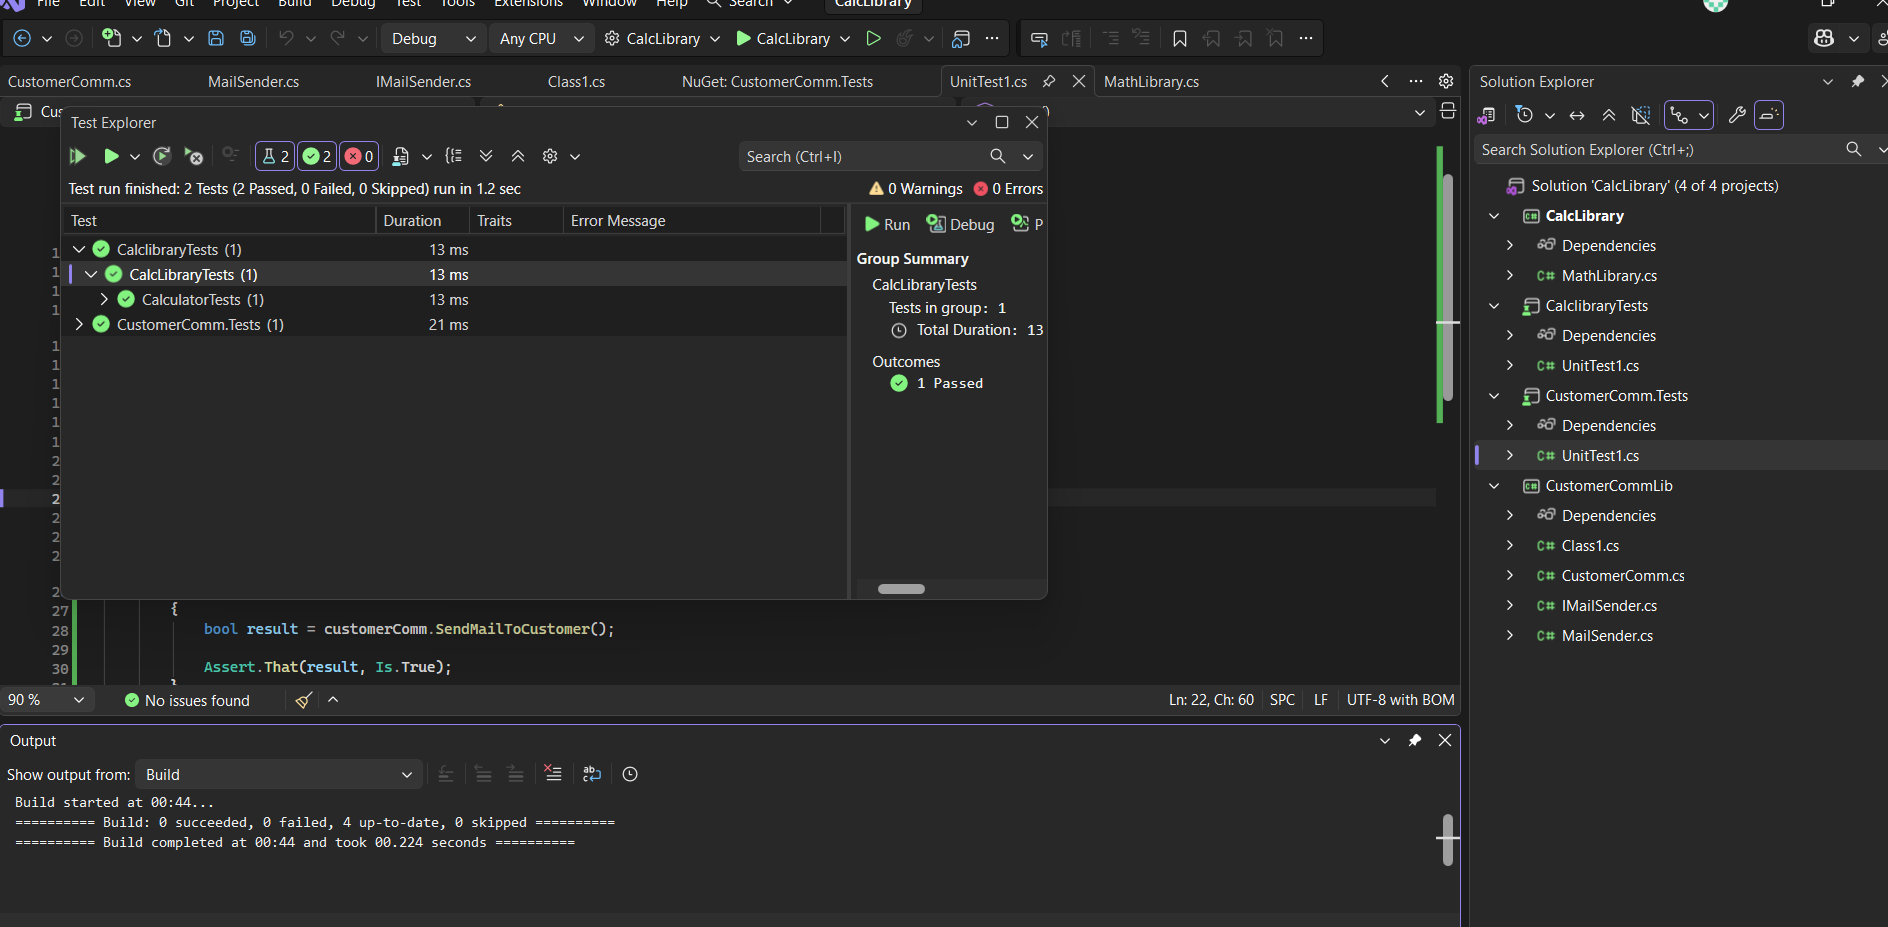 File Edit View Git Project Build Debug Test Tools Extensions Window Help Search CalcLibrary
Debug Any CPU CalcLibrary CalcLibrary
CustomerComm.cs MailSender.cs IMailSender.cs Class1.cs NuGet: CustomerComm.Tests UnitTest1.cs MathLibrary.cs
Cus
Test Explorer
2 2 0
Search (Ctrl+I)
Test run finished: 2 Tests (2 Passed, 0 Failed, 0 Skipped) run in 1.2 sec
0 Warnings 0 Errors
Test Duration Traits Error Message
CalclibraryTests (1) 13 ms
CalcLibraryTests (1) 13 ms
CalculatorTests (1) 13 ms
CustomerComm.Tests (1) 21 ms
Run Debug P
Group Summary
CalcLibraryTests
Tests in group: 1
Total Duration: 13
Outcomes
1 Passed
27 {
28 bool result = customerComm.SendMailToCustomer();
29
30 Assert.That(result, Is.True);
90 % No issues found Ln: 22, Ch: 60 SPC LF UTF-8 with BOM
Output
Show output from: Build
Build started at 00:44...
========== Build: 0 succeeded, 0 failed, 4 up-to-date, 0 skipped ==========
========== Build completed at 00:44 and took 00.224 seconds ==========
Solution Explorer
Search Solution Explorer (Ctrl+;)
Solution 'CalcLibrary' (4 of 4 projects)
CalcLibrary
Dependencies
C# MathLibrary.cs
CalclibraryTests
Dependencies
C# UnitTest1.cs
CustomerComm.Tests
Dependencies
C# UnitTest1.cs
CustomerCommLib
Dependencies
C# Class1.cs
C# CustomerComm.cs
C# IMailSender.cs
C# MailSender.cs